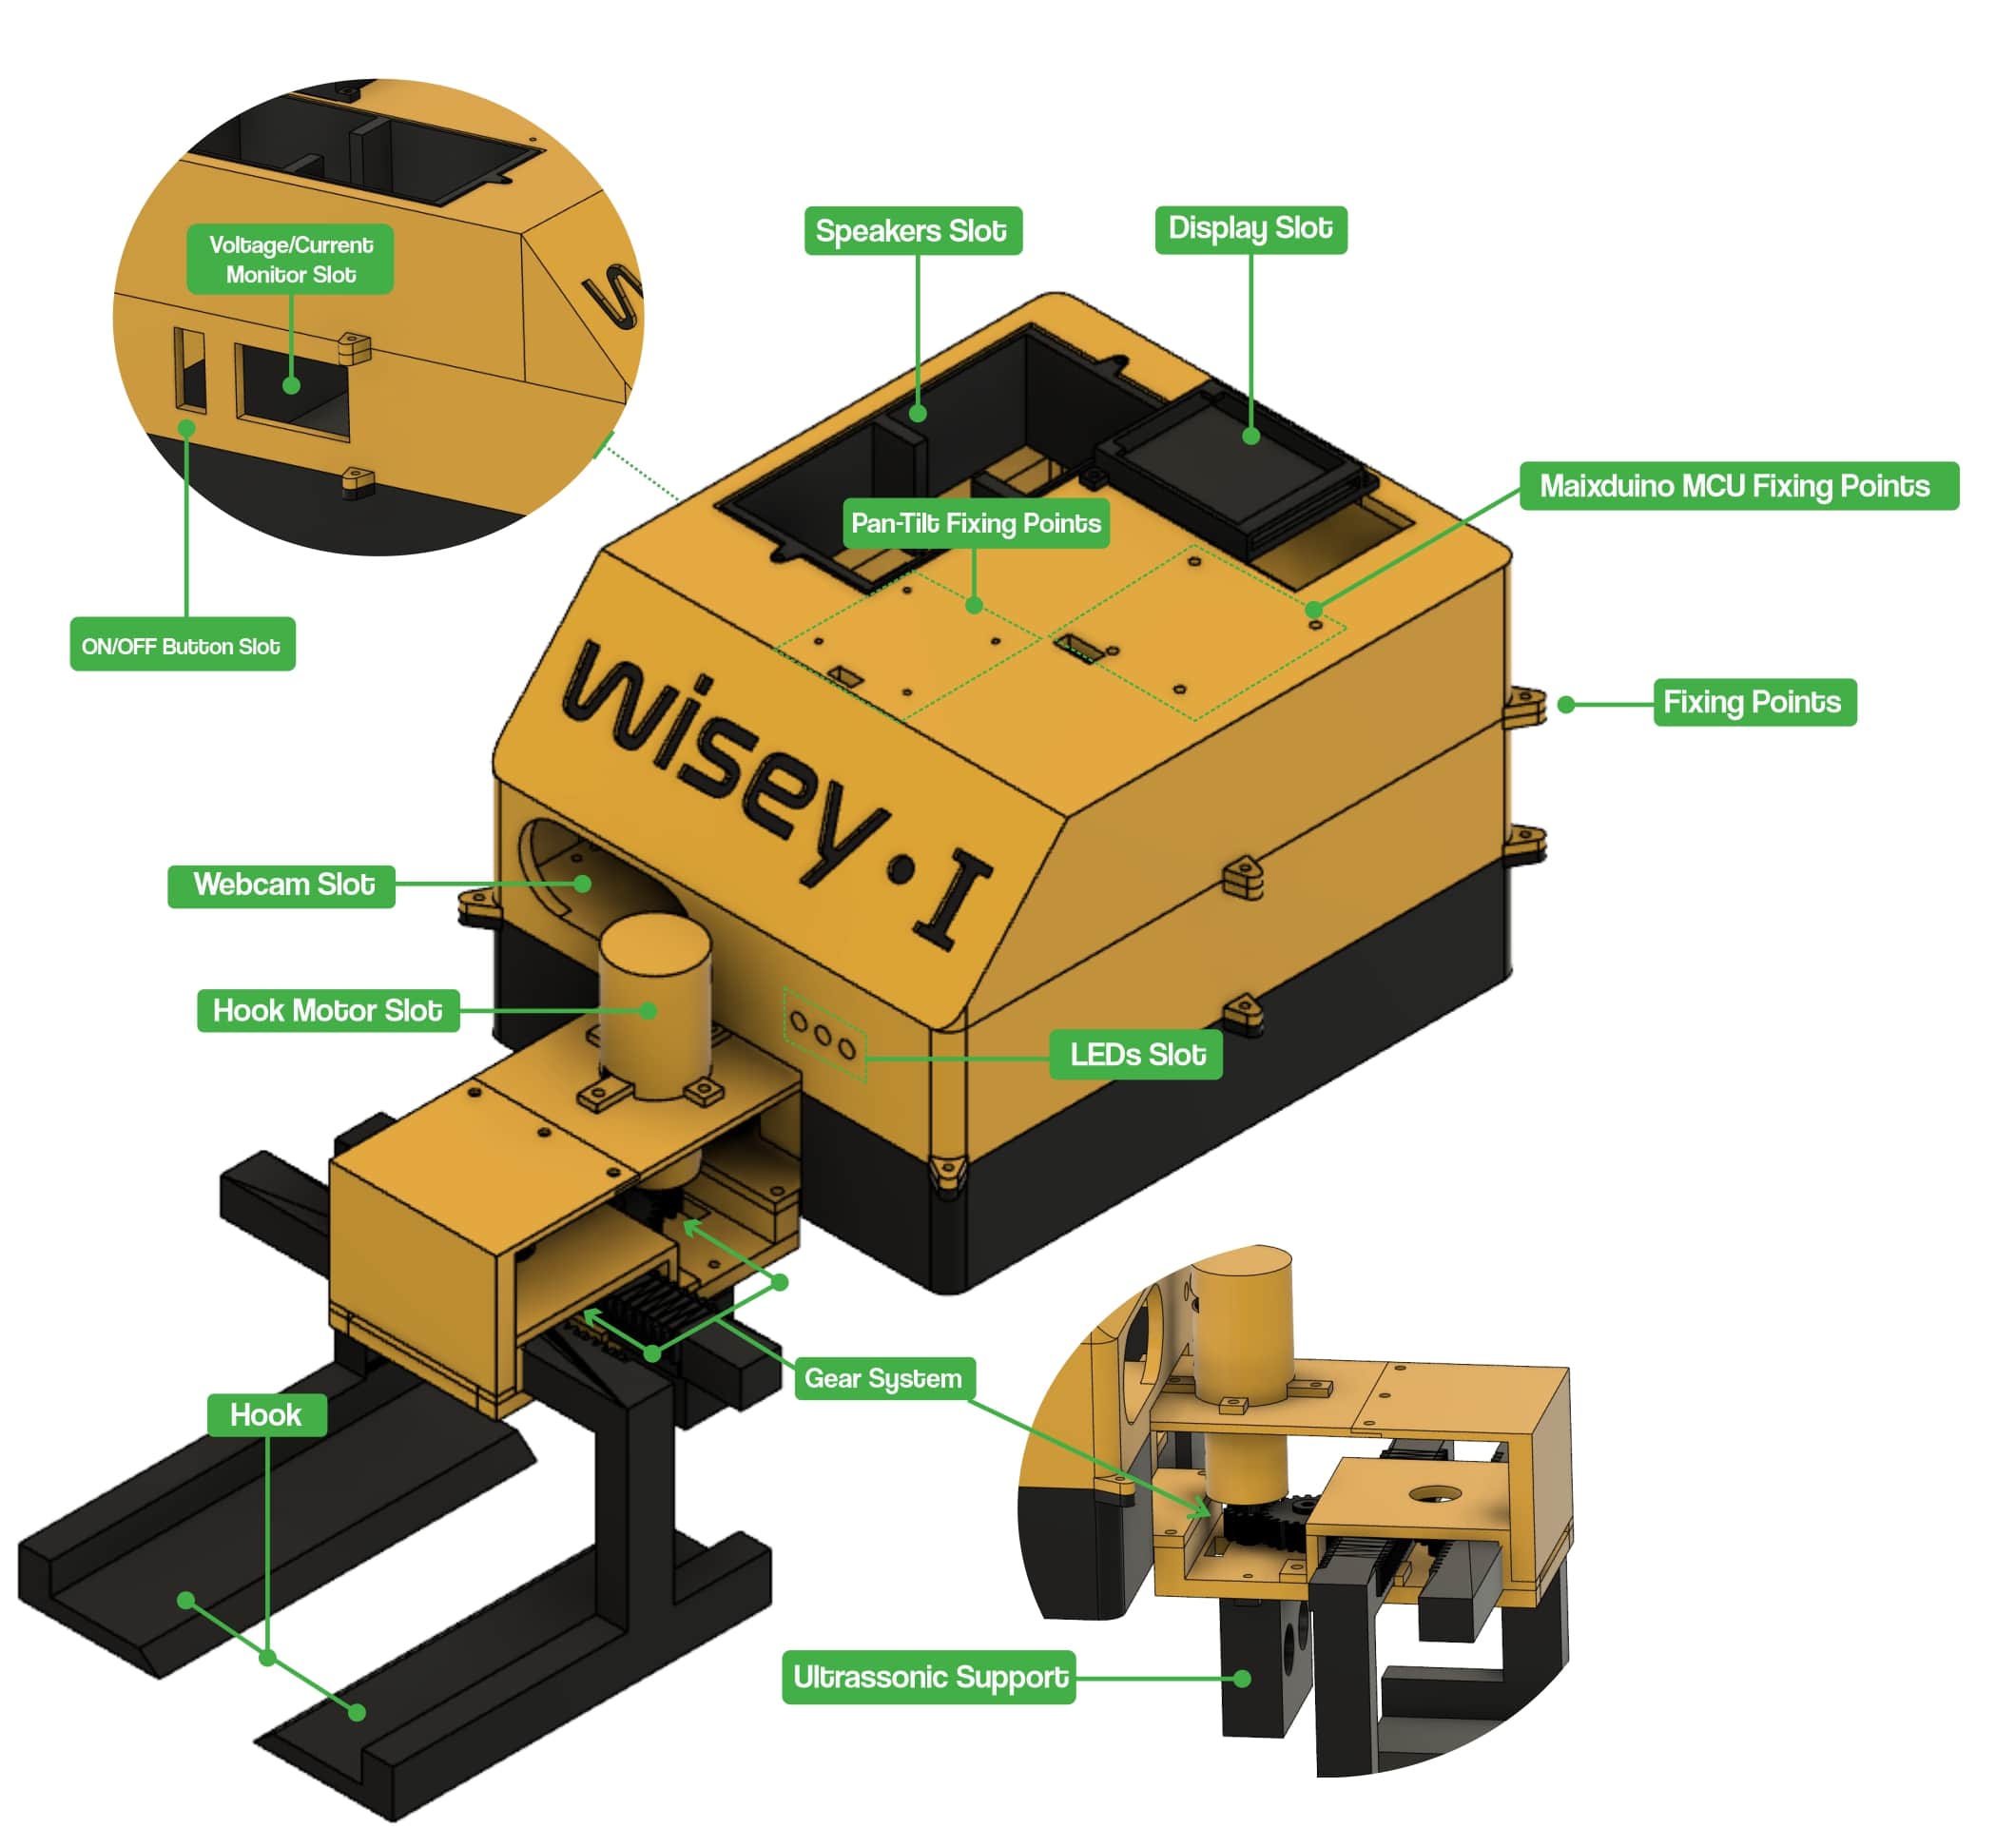 Voltage/Current
Monitor Slot
ON/OFF Button Slot
Speakers Slot
Display Slot
Pan-Tilt Fixing Points
Maixduino MCU Fixing Points
Fixing Points
W
wisey·I
Webcam Slot
Hook Motor Slot
LEDs Slot
Gear System
Hook
Ultrassonic Support